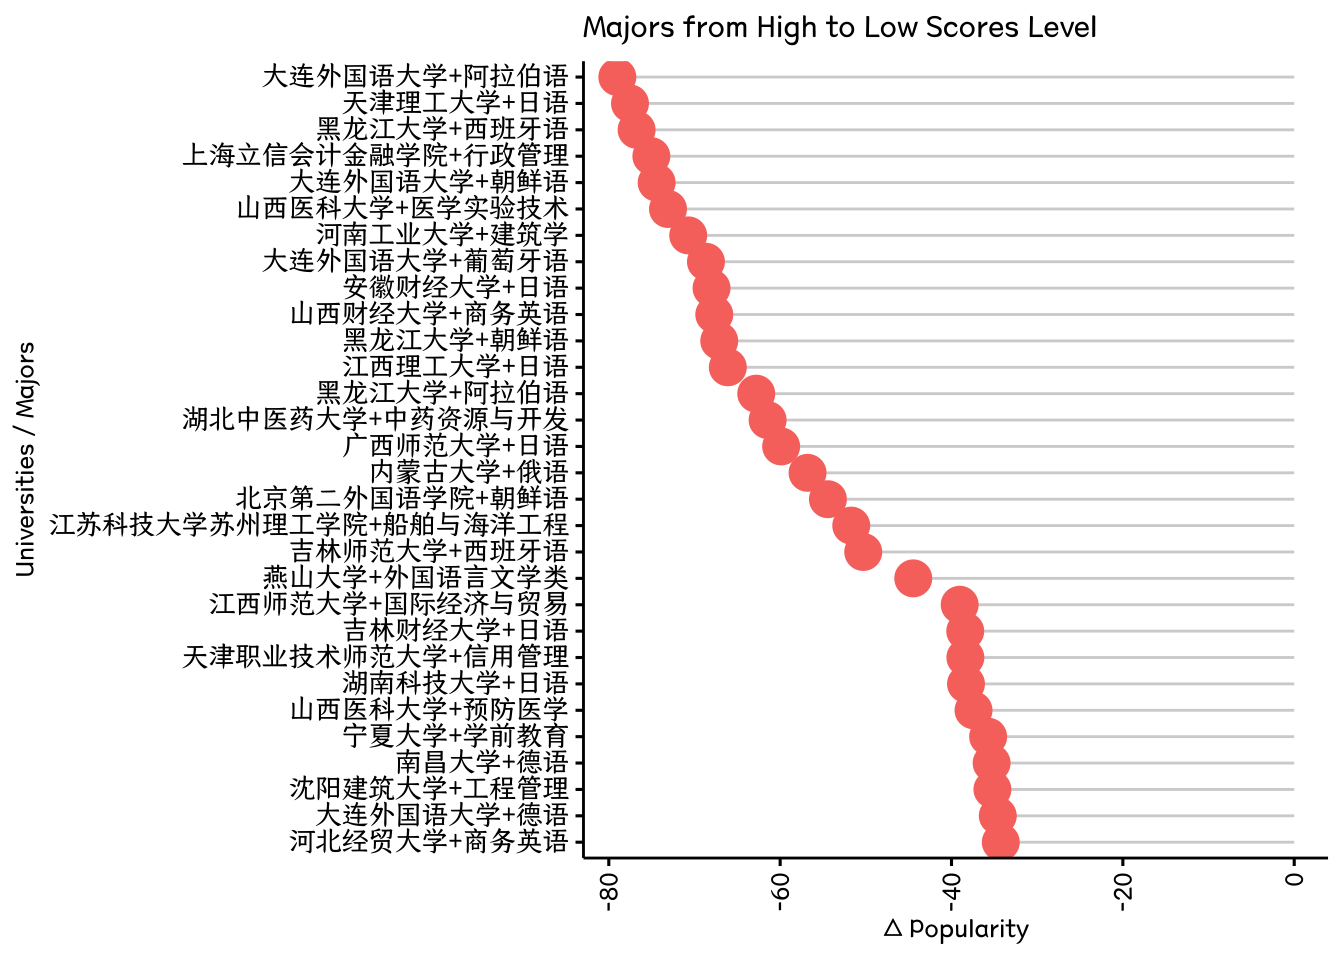 Majors from High to Low Scores Level
大连外国语大学+阿拉伯语
天津理工大学+日语
黑龙江大学+西班牙语
上海立信会计金融学院+行政管理
大连外国语大学+朝鲜语
山西医科大学+医学实验技术
河南工业大学+建筑学
大连外国语大学+葡萄牙语
安徽财经大学+日语
山西财经大学+商务英语
黑龙江大学+朝鲜语
江西理工大学+日语
黑龙江大学+阿拉伯语
湖北中医药大学+中药资源与开发
广西师范大学+日语
内蒙古大学+俄语
北京第二外国语学院+朝鲜语
江苏科技大学苏州理工学院+船舶与海洋工程
吉林师范大学+西班牙语
燕山大学+外国语言文学类
江西师范大学+国际经济与贸易
吉林财经大学+日语
天津职业技术师范大学+信用管理
湖南科技大学+日语
山西医科大学+预防医学
宁夏大学+学前教育
南昌大学+德语
沈阳建筑大学+工程管理
大连外国语大学+德语
河北经贸大学+商务英语
Universities / Majors
-80
-60
-40
-20
0
△ Popularity